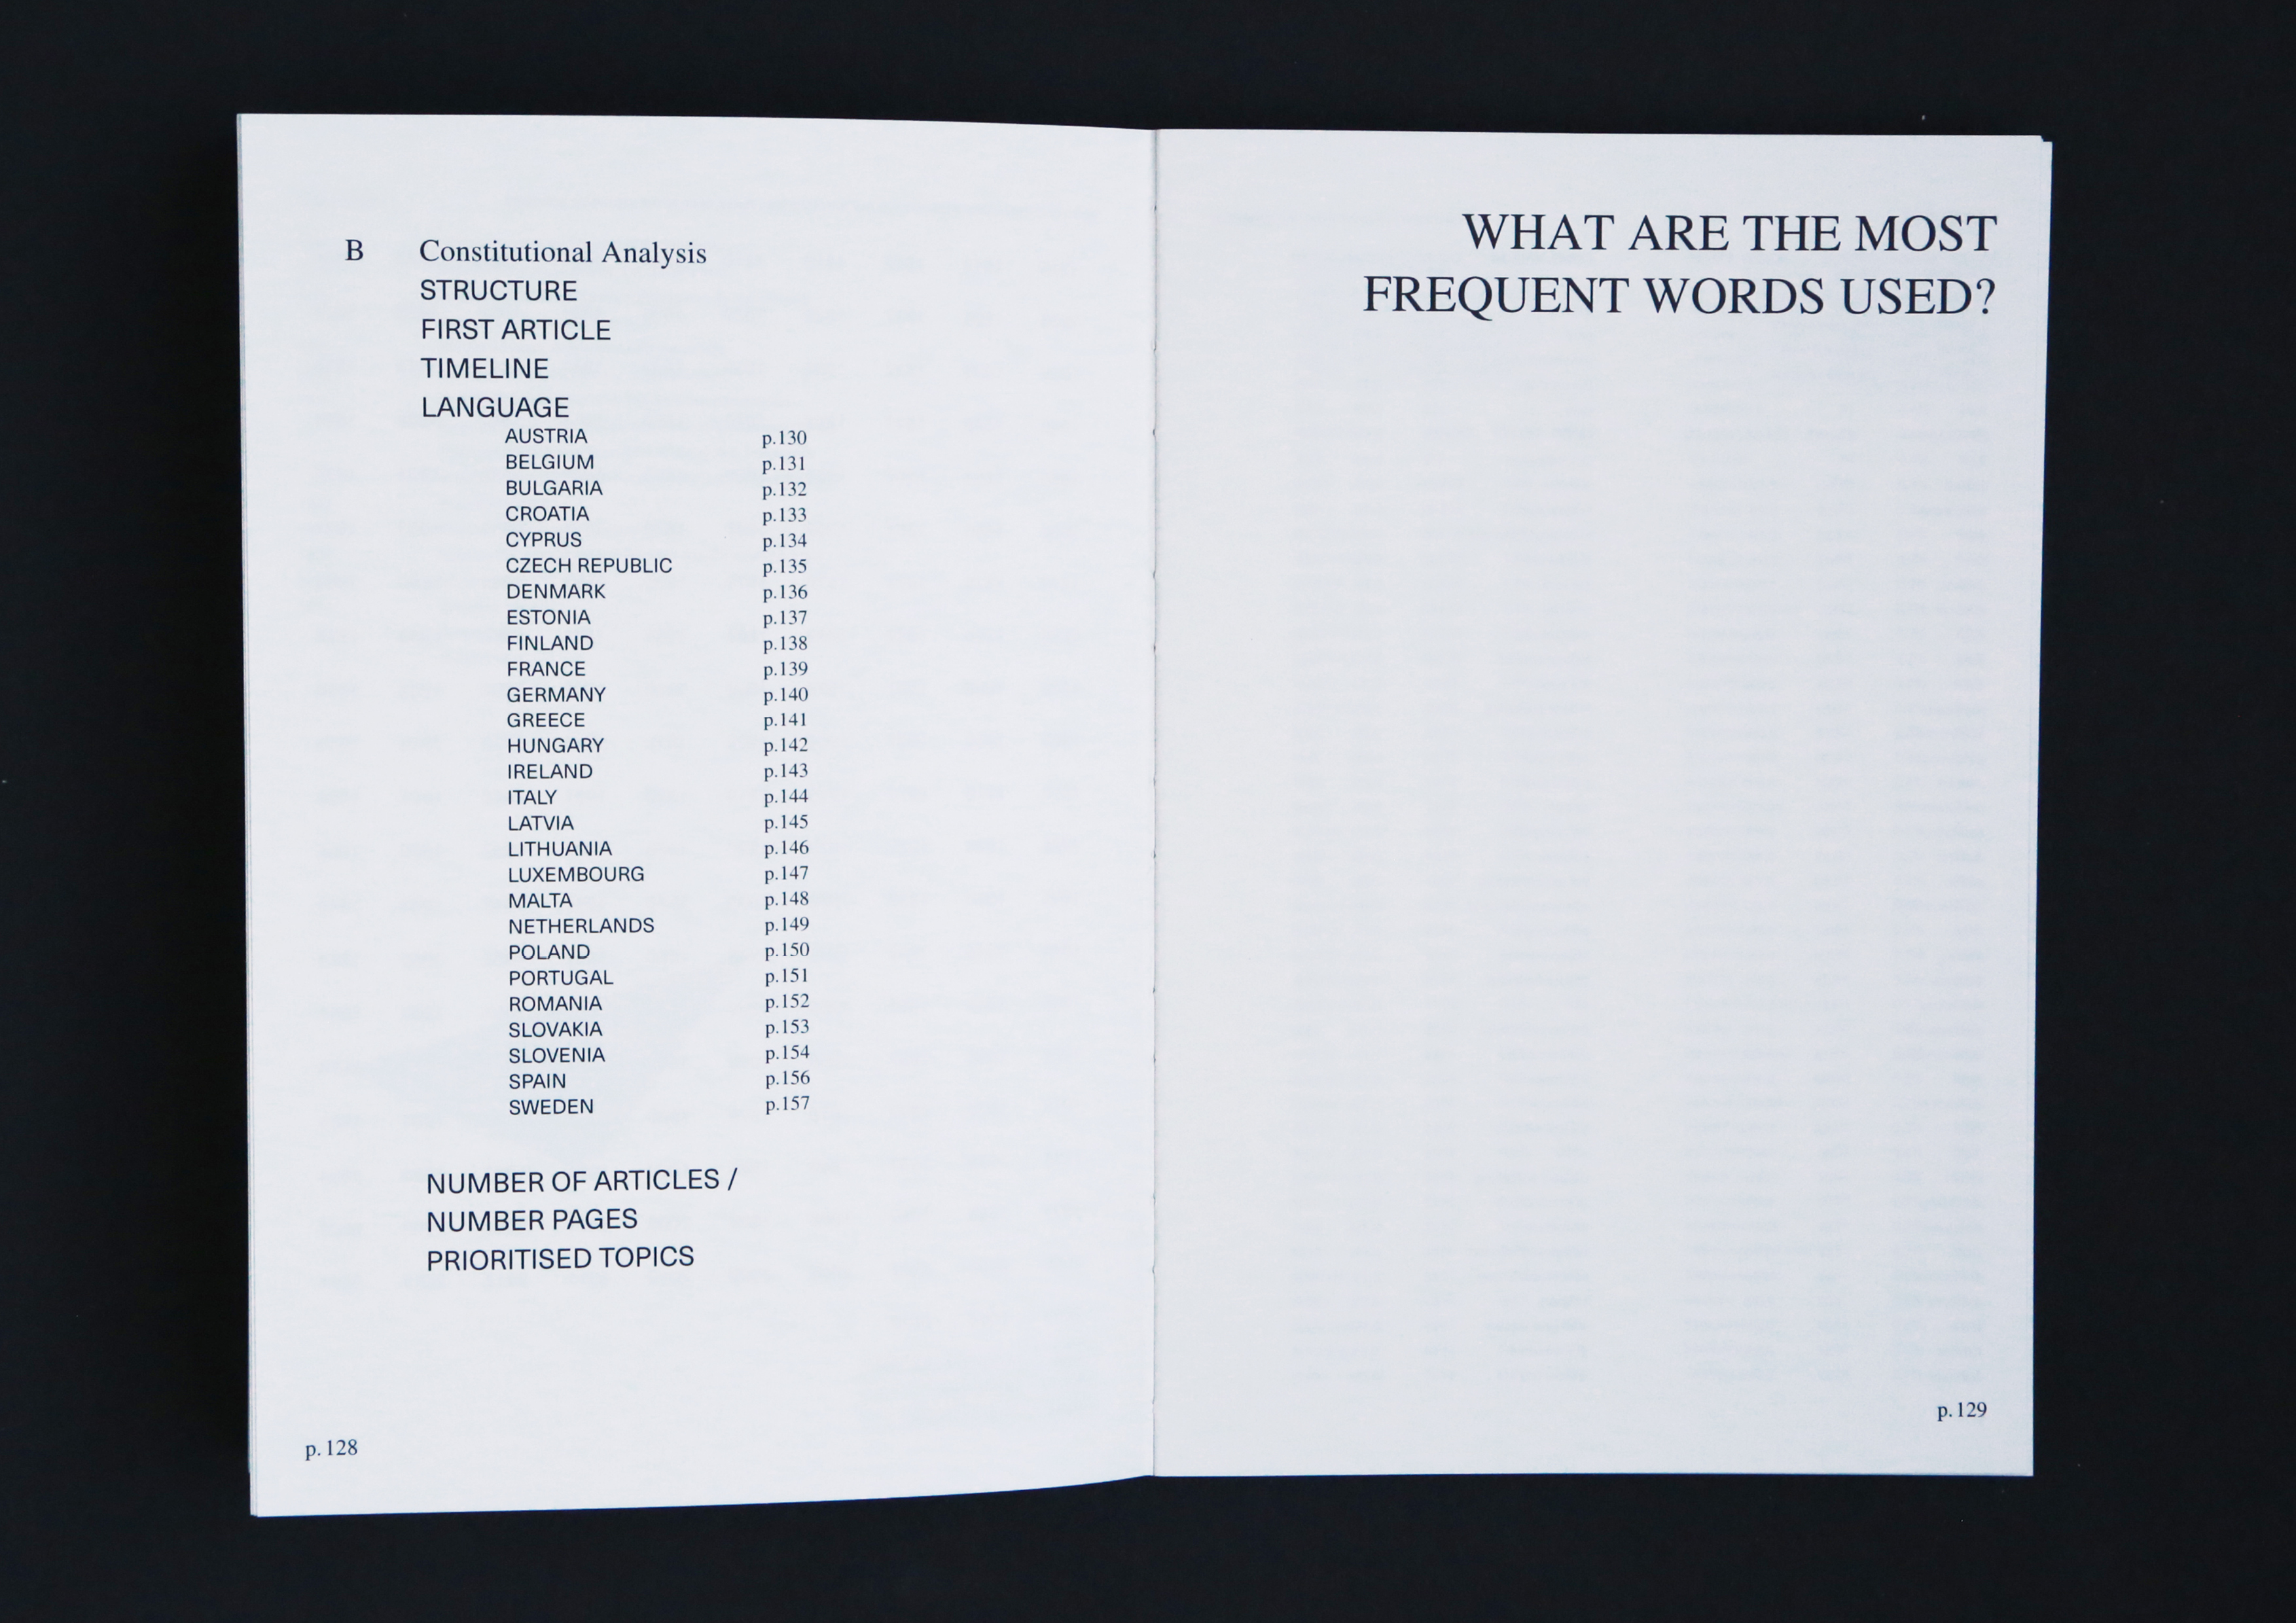 B Constitutional Analysis
STRUCTURE
FIRST ARTICLE
TIMELINE
LANGUAGE
AUSTRIA p.130
BELGIUM p.131
BULGARIA p.132
CROATIA p.133
CYPRUS p.134
CZECH REPUBLIC p.135
DENMARK p.136
ESTONIA p.137
FINLAND p.138
FRANCE p.139
GERMANY p.140
GREECE p.141
HUNGARY p.142
IRELAND p.143
ITALY p.144
LATVIA p.145
LITHUANIA p.146
LUXEMBOURG p.147
MALTA p.148
NETHERLANDS p.149
POLAND p.150
PORTUGAL p.151
ROMANIA p.152
SLOVAKIA p.153
SLOVENIA p.154
SPAIN p.156
SWEDEN p.157
NUMBER OF ARTICLES /
NUMBER PAGES
PRIORITISED TOPICS
p. 128
WHAT ARE THE MOST
FREQUENT WORDS USED?
p. 129